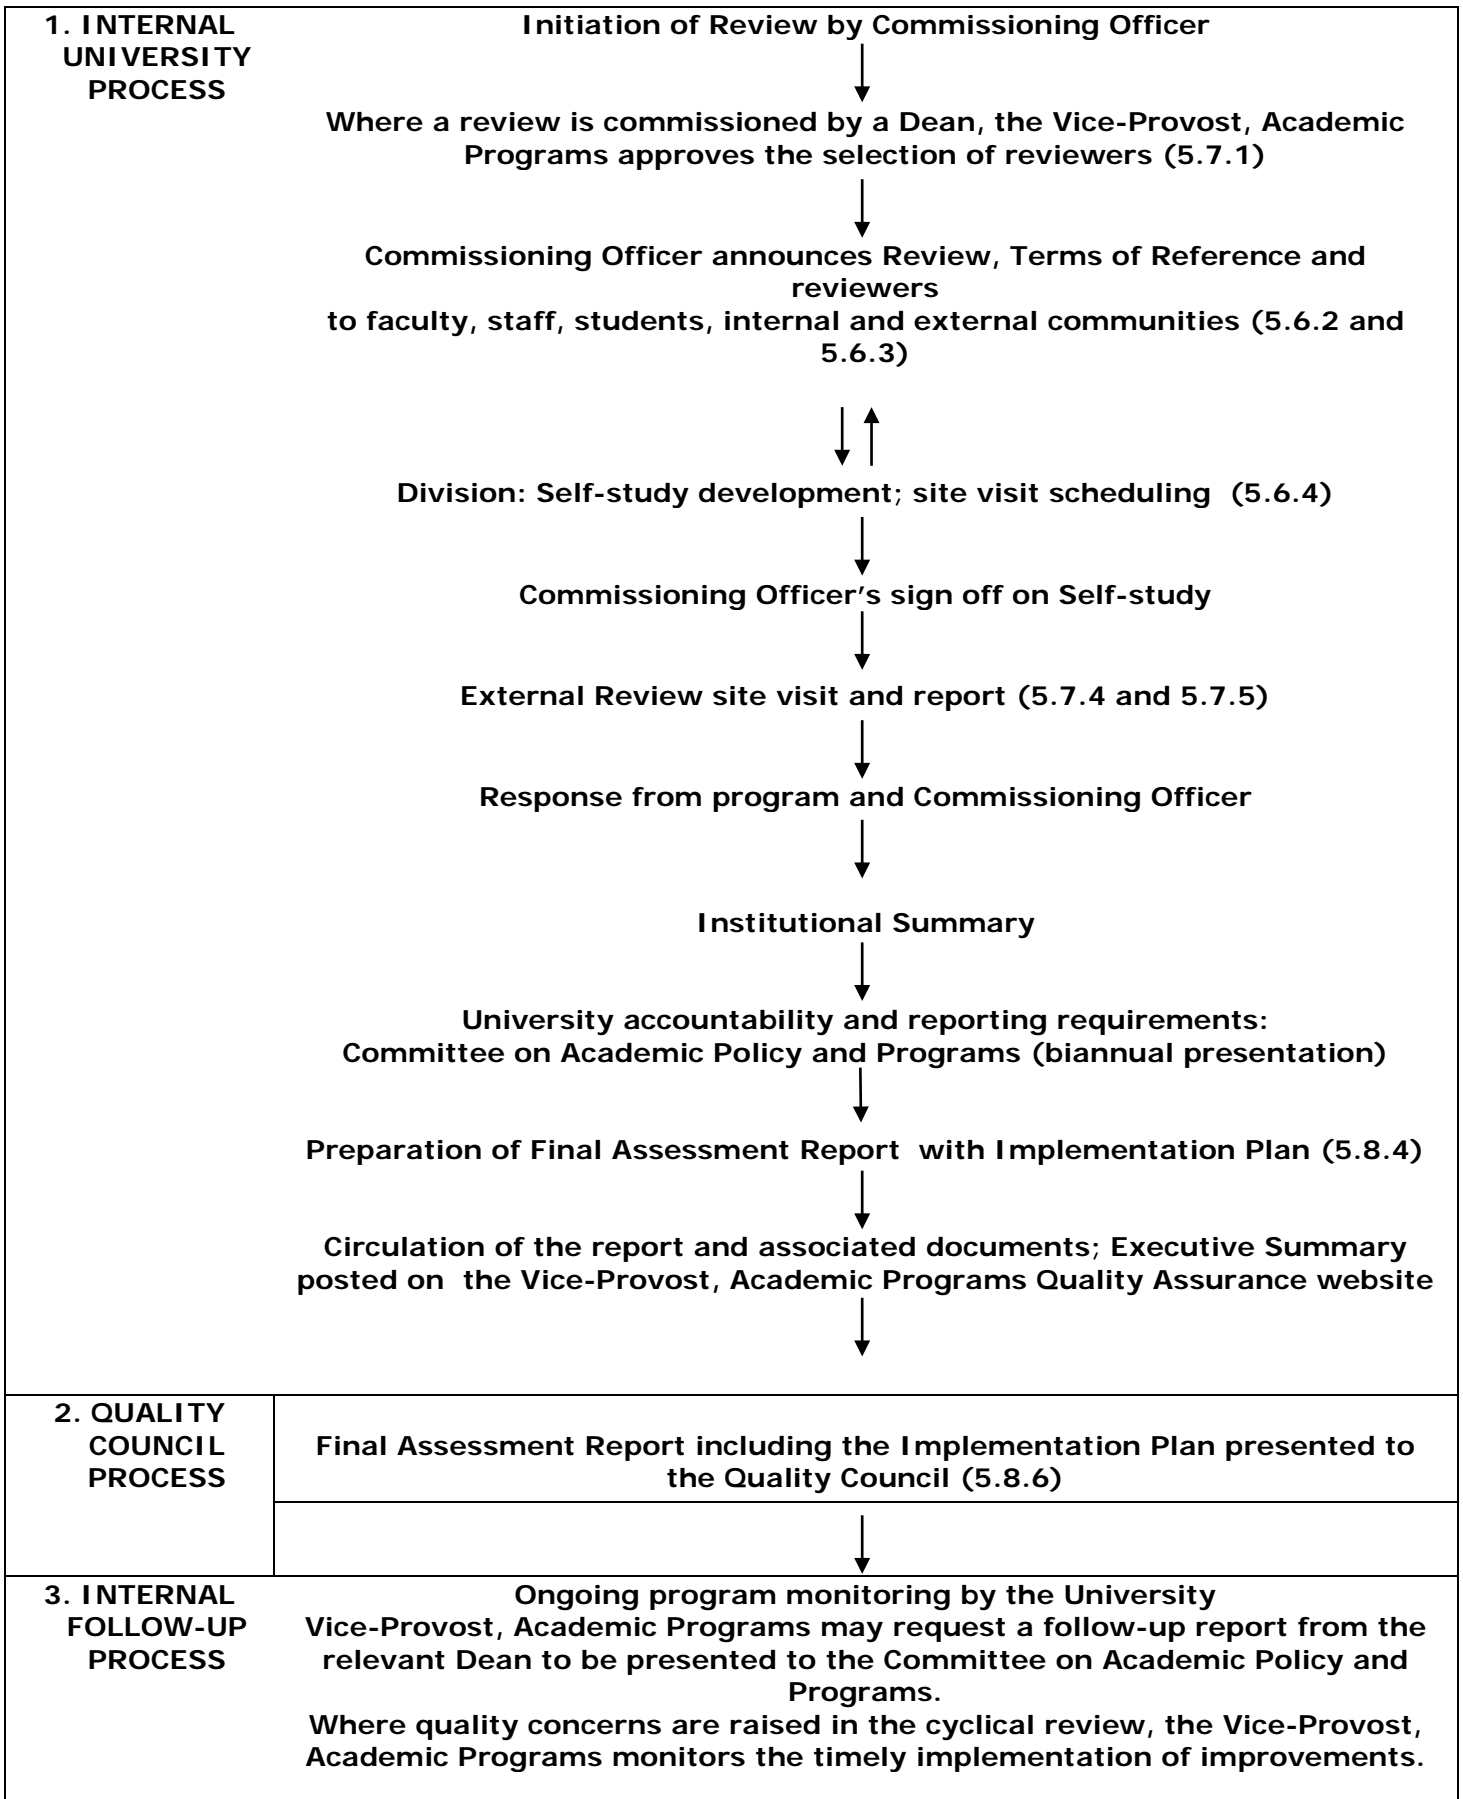 1. INTERNAL
UNIVERSITY
PROCESS
Initiation of Review by Commissioning Officer
Where a review is commissioned by a Dean, the Vice-Provost, Academic
Programs approves the selection of reviewers (5.7.1)
Commissioning Officer announces Review, Terms of Reference and
reviewers
to faculty, staff, students, internal and external communities (5.6.2 and
5.6.3)
Division: Self-study development; site visit scheduling (5.6.4)
Commissioning Officer’s sign off on Self-study
External Review site visit and report (5.7.4 and 5.7.5)
Response from program and Commissioning Officer
Institutional Summary
University accountability and reporting requirements:
Committee on Academic Policy and Programs (biannual presentation)
Preparation of Final Assessment Report with Implementation Plan (5.8.4)
Circulation of the report and associated documents; Executive Summary
posted on the Vice-Provost, Academic Programs Quality Assurance website
2. QUALITY
COUNCIL
PROCESS
Final Assessment Report including the Implementation Plan presented to
the Quality Council (5.8.6)
3. INTERNAL
FOLLOW-UP
PROCESS
Ongoing program monitoring by the University
Vice-Provost, Academic Programs may request a follow-up report from the
relevant Dean to be presented to the Committee on Academic Policy and
Programs.
Where quality concerns are raised in the cyclical review, the Vice-Provost,
Academic Programs monitors the timely implementation of improvements.